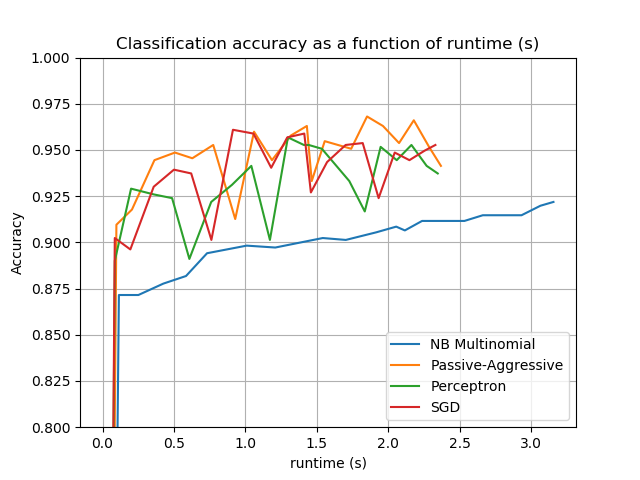 Classification accuracy as a function of runtime (s)
1.000
0.975
0.950
0.925
0.900
0.875
0.850
0.825
0.800
Accuracy
NB Multinomial
Passive-Aggressive
Perceptron
SGD
0.0 0.5 1.0 1.5 2.0 2.5 3.0
runtime (s)